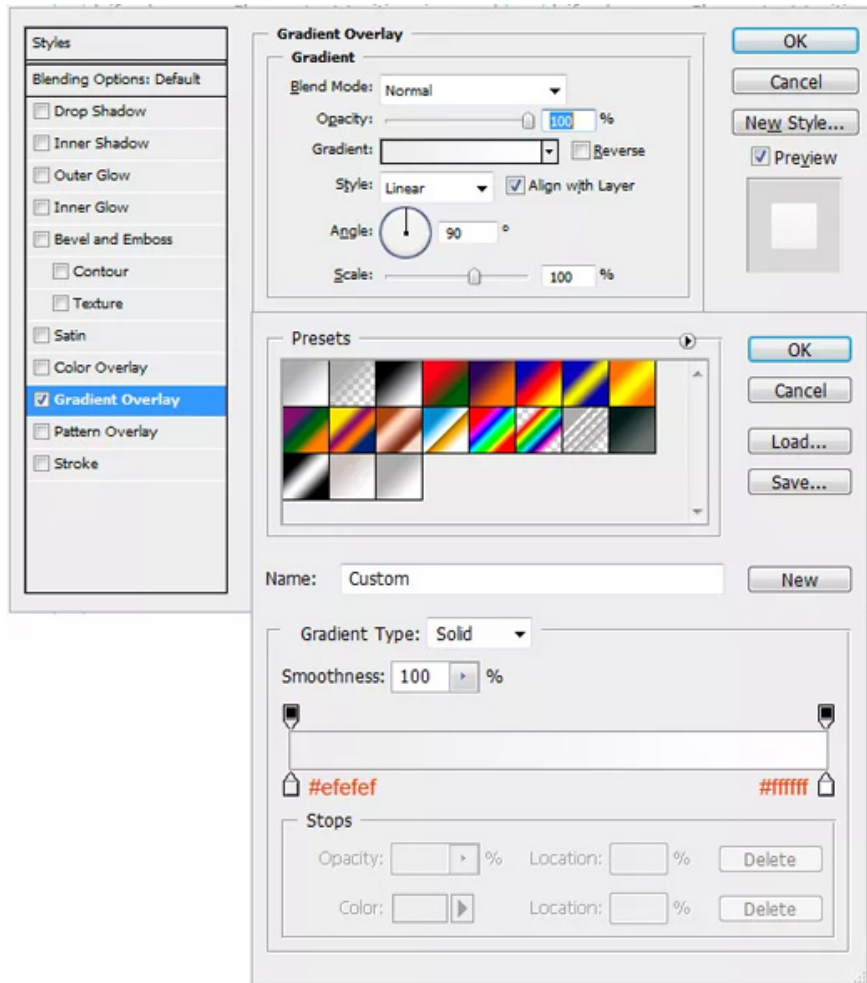 Styles
Blending Options: Default
Drop Shadow
Inner Shadow
Outer Glow
Inner Glow
Bevel and Emboss
Contour
Texture
Satin
Color Overlay
Gradient Overlay
Pattern Overlay
Stroke
Gradient Overlay
Gradient
Blend Mode: Normal
Opacity: 100 %
Gradient: Reverse
Style: Linear Align with Layer
Angle: 90 °
Scale: 100 %
OK
Cancel
New Style...
Preview
Presets
OK
Cancel
Load...
Save...
Name: Custom New
Gradient Type: Solid
Smoothness: 100 %
#efefef #ffffff
Stops
Opacity: % Location: % Delete
Color: Location: % Delete